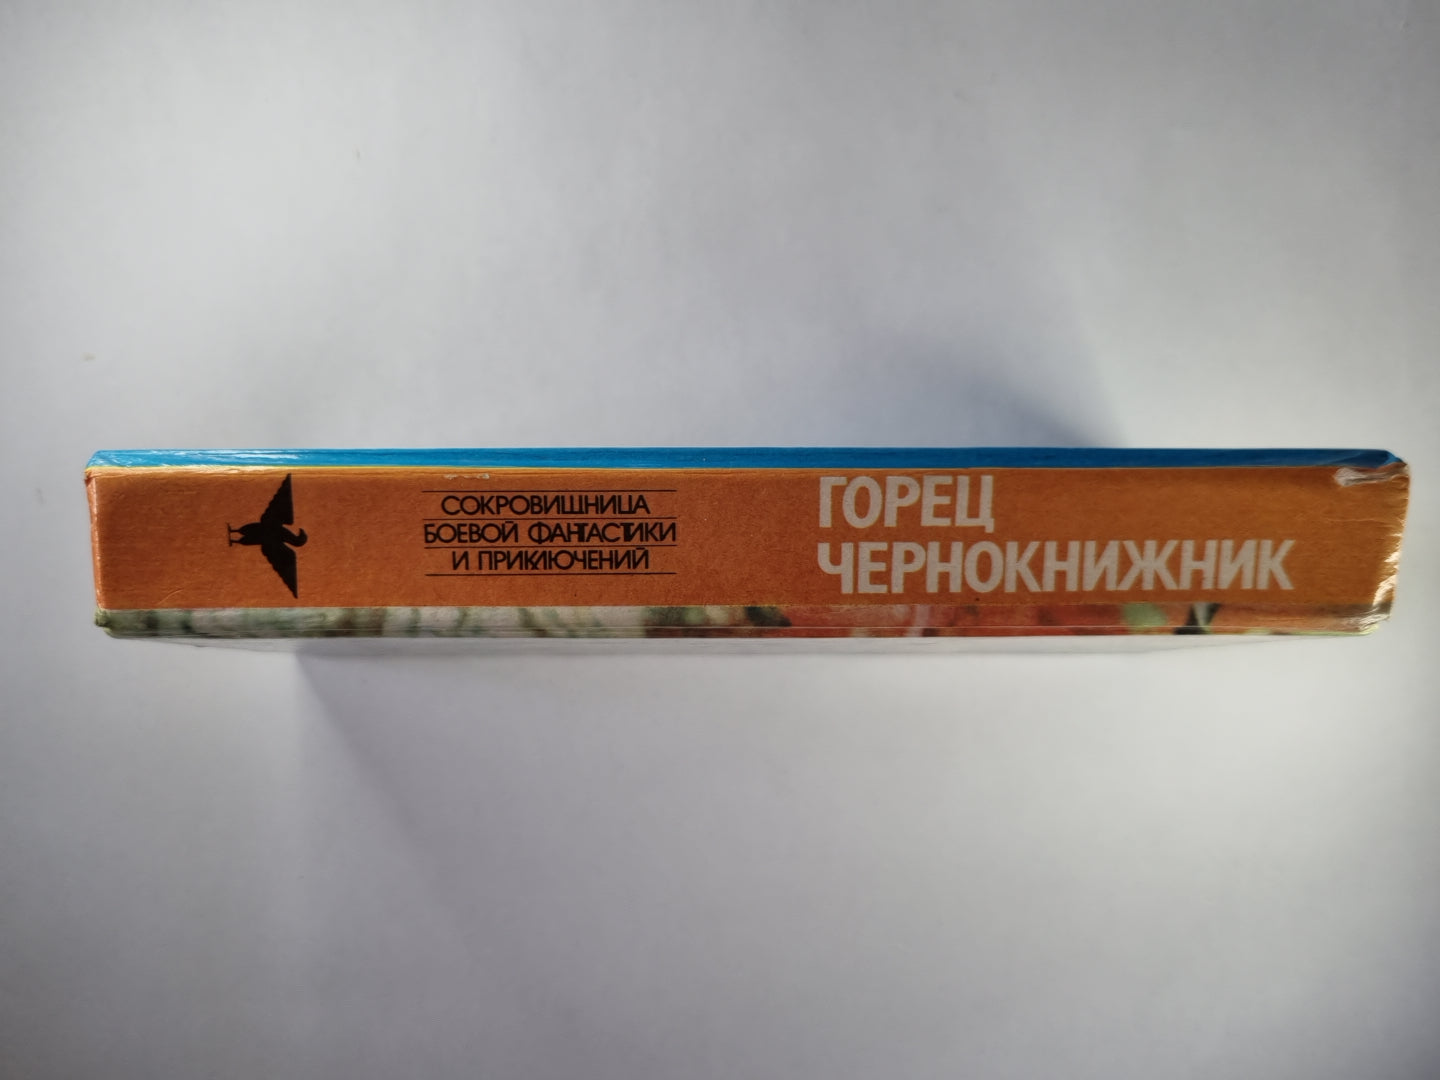 СОКРОВИЩНИЦА
БОЕВОЙ ФАНТАСТИКИ
И ПРИКЛЮЧЕНИЙ
ГОРЕЦ
ЧЕРНОКНИЖНИК